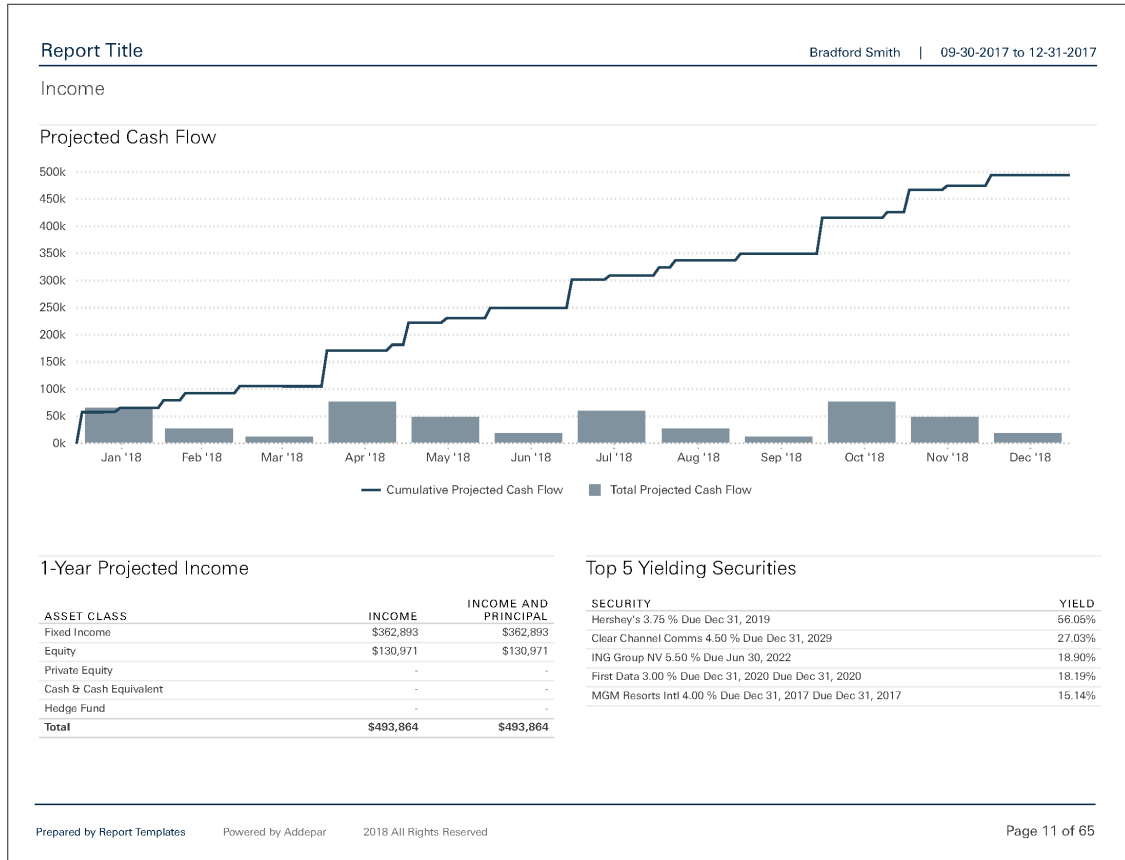 Report Title
Bradford Smith | 09-30-2017 to 12-31-2017
Income
Projected Cash Flow
500k
450k
400k
350k
300k
250k
200k
150k
100k
50k
0k
Jan '18 Feb '18 Mar '18 Apr '18 May '18 Jun '18 Jul '18 Aug '18 Sep '18 Oct '18 Nov '18 Dec '18
Cumulative Projected Cash Flow Total Projected Cash Flow
1-Year Projected Income
ASSET CLASS INCOME INCOME AND PRINCIPAL
Fixed Income $362,893 $362,893
Equity $130,971 $130,971
Private Equity - -
Cash & Cash Equivalent - -
Hedge Fund - -
Total $493,864 $493,864
Top 5 Yielding Securities
SECURITY YIELD
Hershey's 3.75 % Due Dec 31, 2019 56.05%
Clear Channel Comms 4.50 % Due Dec 31, 2029 27.03%
ING Group NV 5.50 % Due Jun 30, 2022 18.90%
First Data 3.00 % Due Dec 31, 2020 Due Dec 31, 2020 18.19%
MGM Resorts Intl 4.00 % Due Dec 31, 2017 Due Dec 31, 2017 15.14%
Prepared by Report Templates Powered by Addepar 2018 All Rights Reserved Page 11 of 65